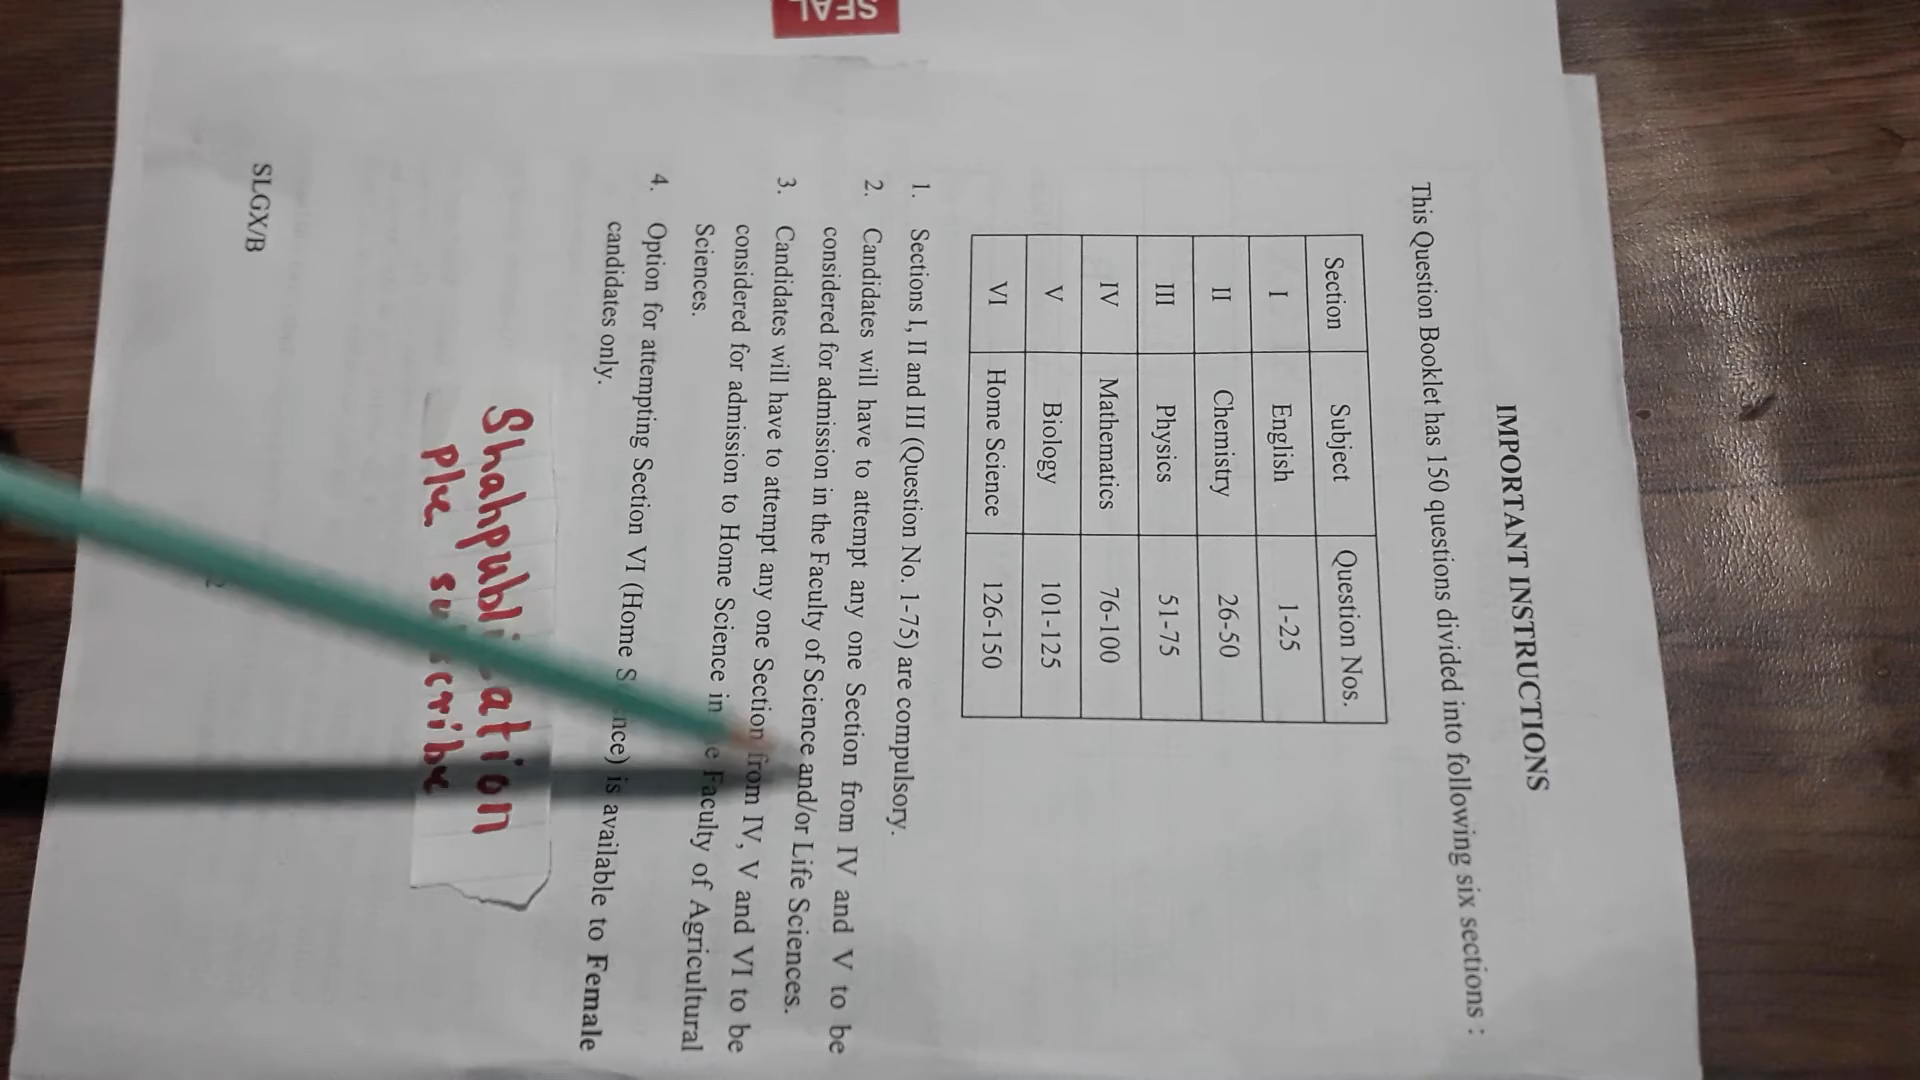 SEAL
IMPORTANT INSTRUCTIONS
This Question Booklet has 150 questions divided into following six sections :
Section Subject Question Nos.
I English 1-25
II Chemistry 26-50
III Physics 51-75
IV Mathematics 76-100
V Biology 101-125
VI Home Science 126-150
1. Sections I, II and III (Question No. 1-75) are compulsory.
2. Candidates will have to attempt any one Section from IV and V to be
considered for admission in the Faculty of Science and/or Life Sciences.
3. Candidates will have to attempt any one Section from IV, V and VI to be
considered for admission to Home Science in Faculty of Agricultural
Sciences.
4. Option for attempting Section VI (Home is available to Female
candidates only.
Shahpublication
ple
SLGX/B